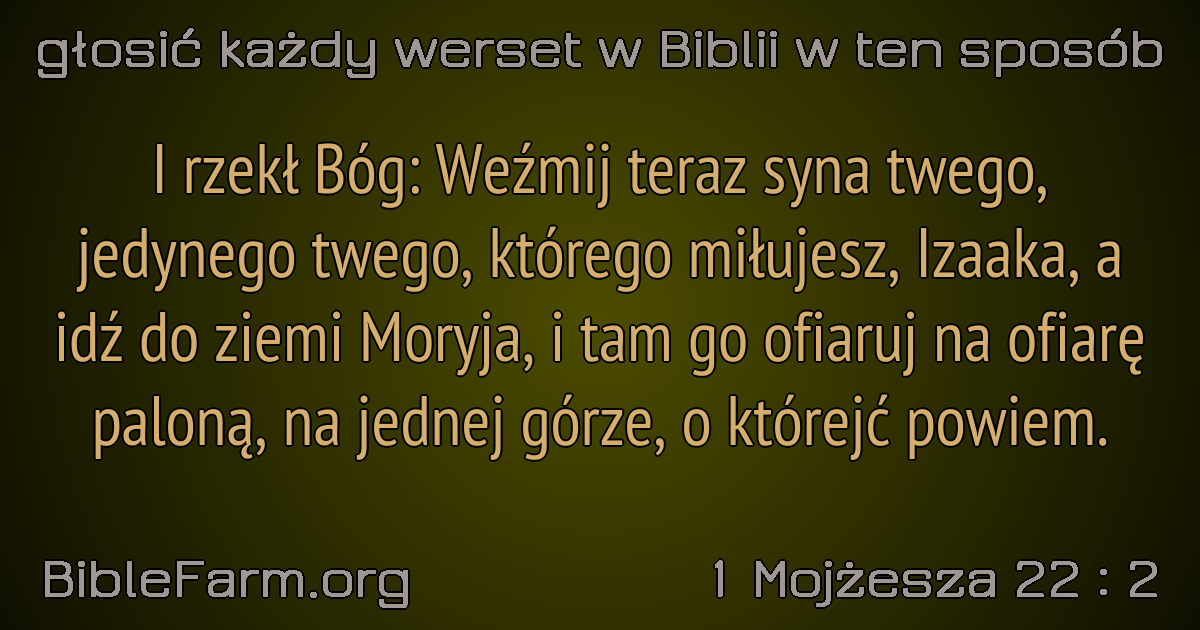 głosić każdy werset w Biblii w ten sposób
I rzekł Bóg: Weźmij teraz syna twego,
jedynego twego, którego miłujesz, Izaaka, a
idź do ziemi Moryja, i tam go ofiaruj na ofiarę
paloną, na jednej górze, o którejć powiem.
BibleFarm.org
1 Mojżesza 22 : 2